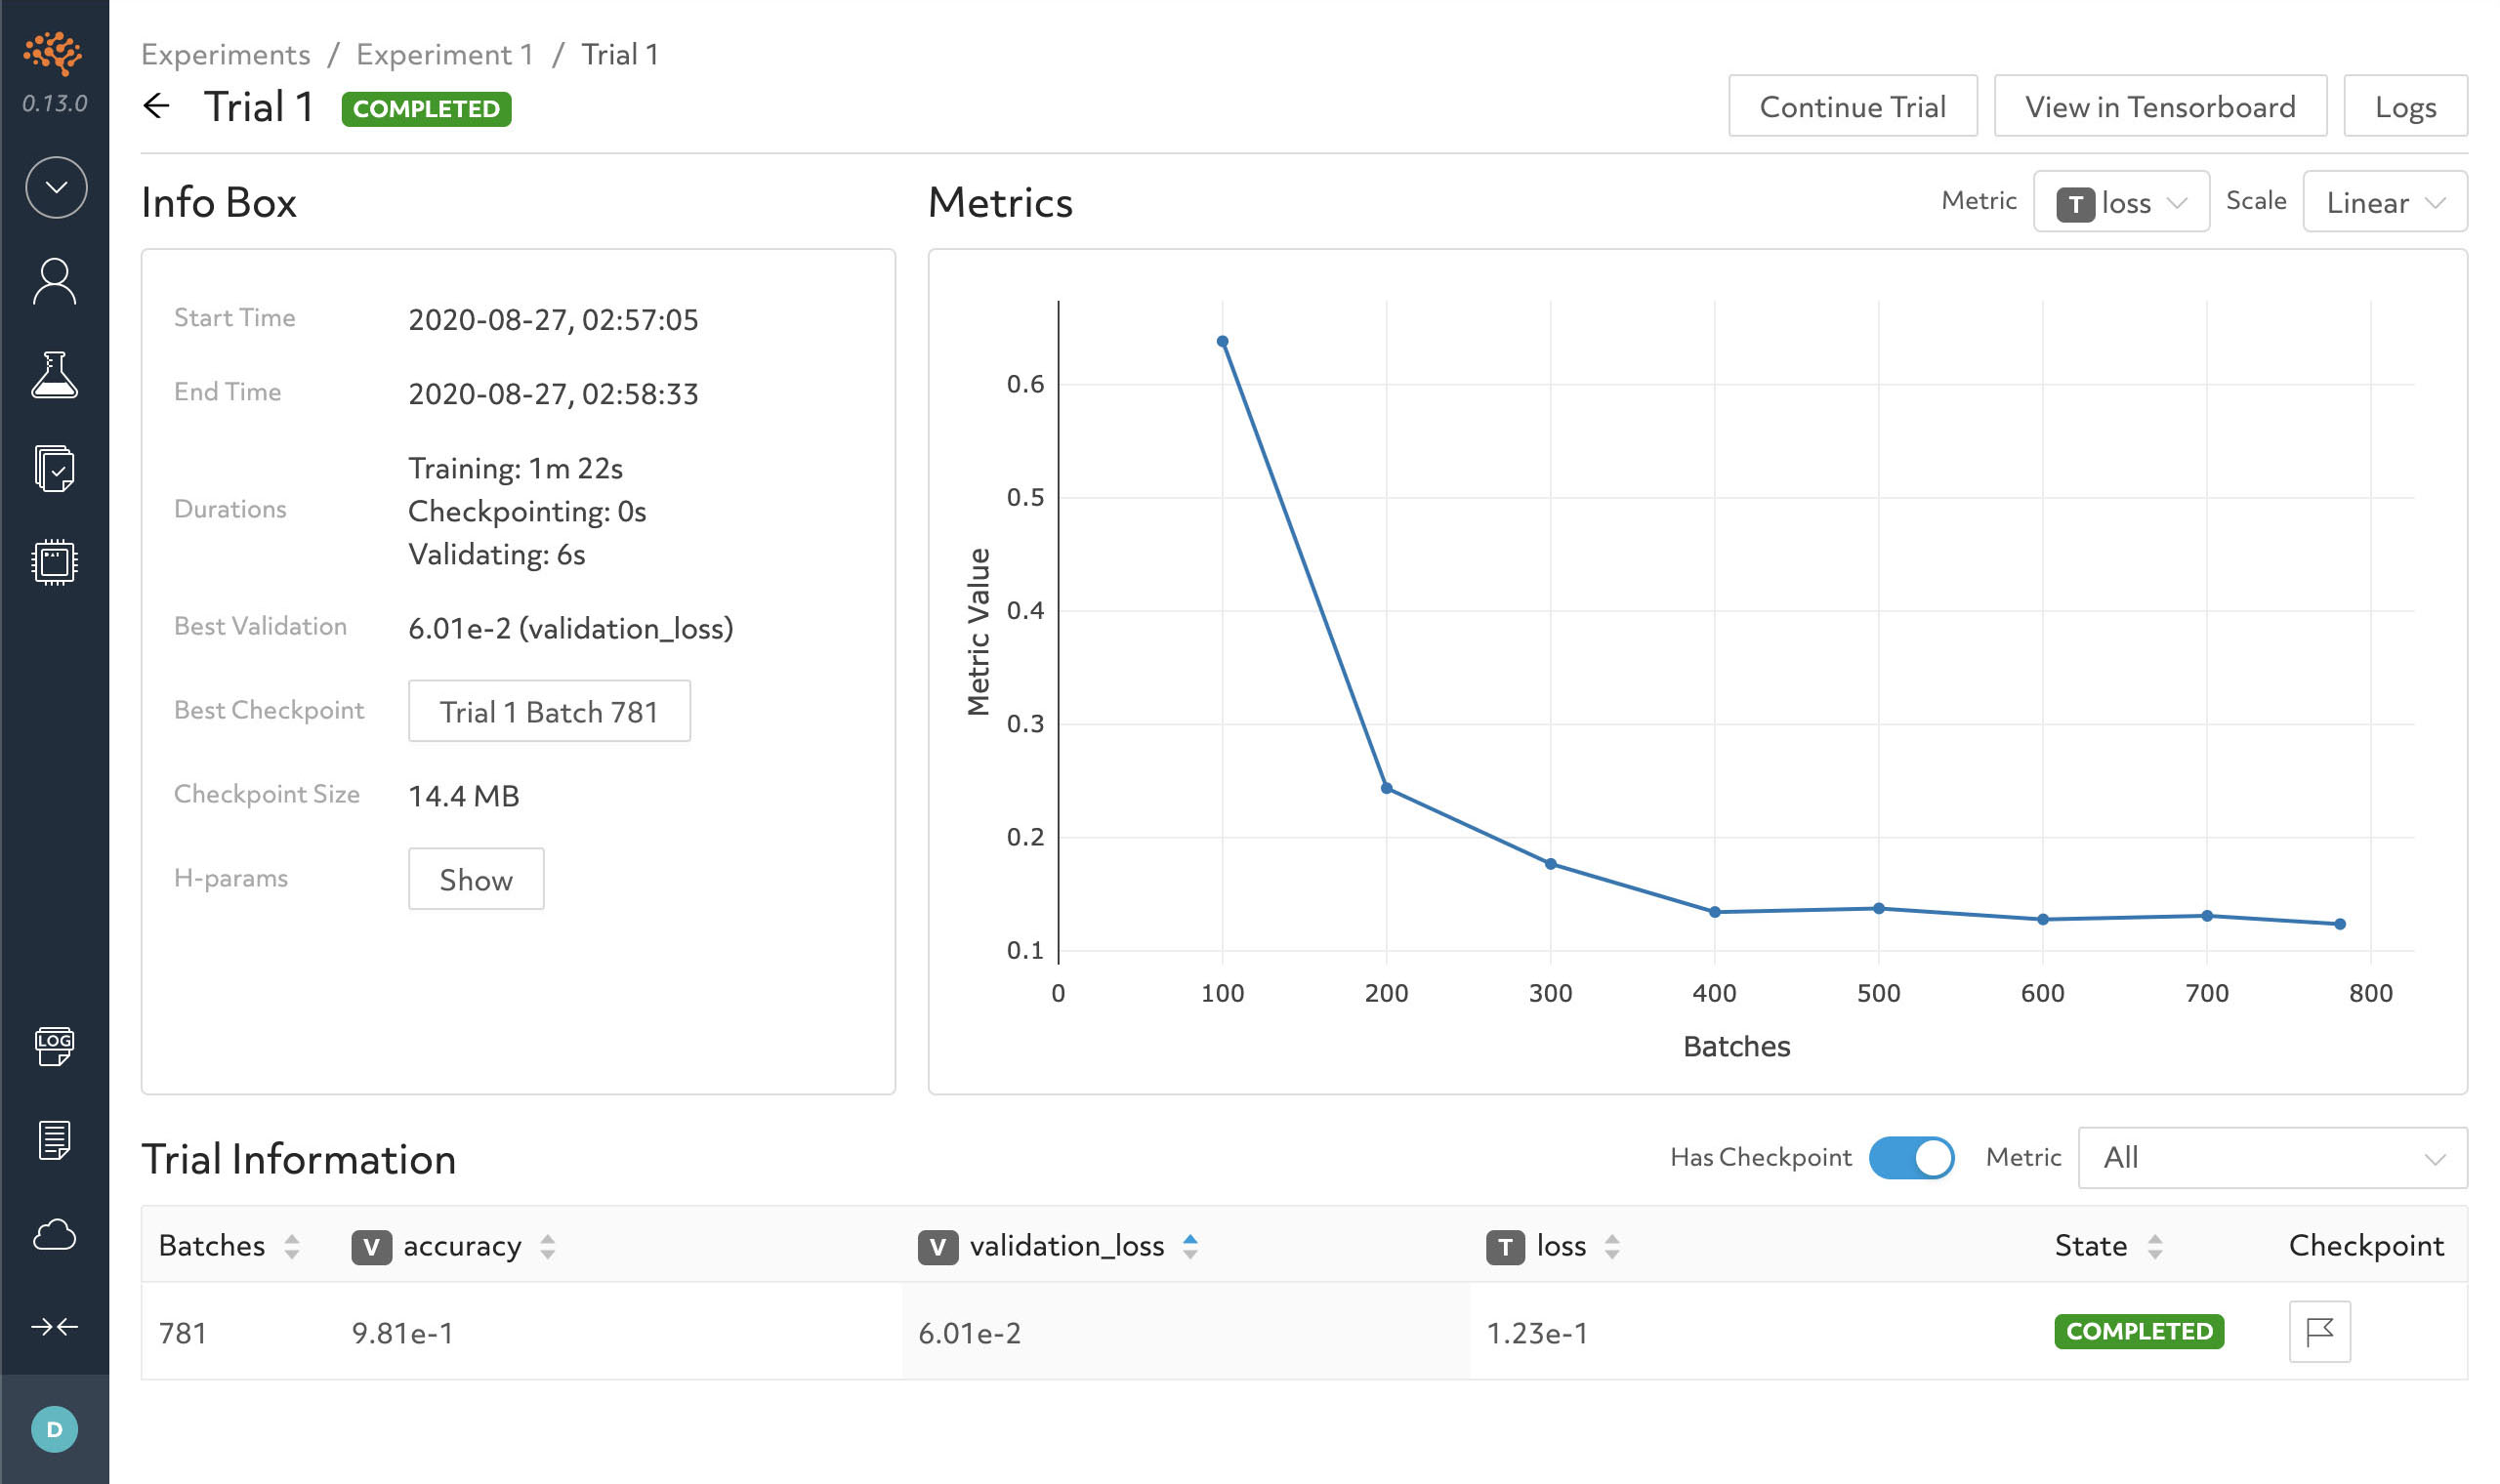 Experiments / Experiment 1 / Trial 1
0.13.0
Trial 1 COMPLETED
Continue Trial
View in Tensorboard
Logs
Info Box
Start Time 2020-08-27, 02:57:05
End Time 2020-08-27, 02:58:33
Durations
Training: 1m 22s
Checkpointing: 0s
Validating: 6s
Best Validation 6.01e-2 (validation_loss)
Best Checkpoint Trial 1 Batch 781
Checkpoint Size 14.4 MB
H-params Show
Metrics
Metric T loss Scale Linear
Metric Value
0.6
0.5
0.4
0.3
0.2
0.1
0 100 200 300 400 500 600 700 800
Batches
LOG
Trial Information
Has Checkpoint Metric All
Batches V accuracy V validation_loss T loss State Checkpoint
781 9.81e-1 6.01e-2 1.23e-1 COMPLETED
D